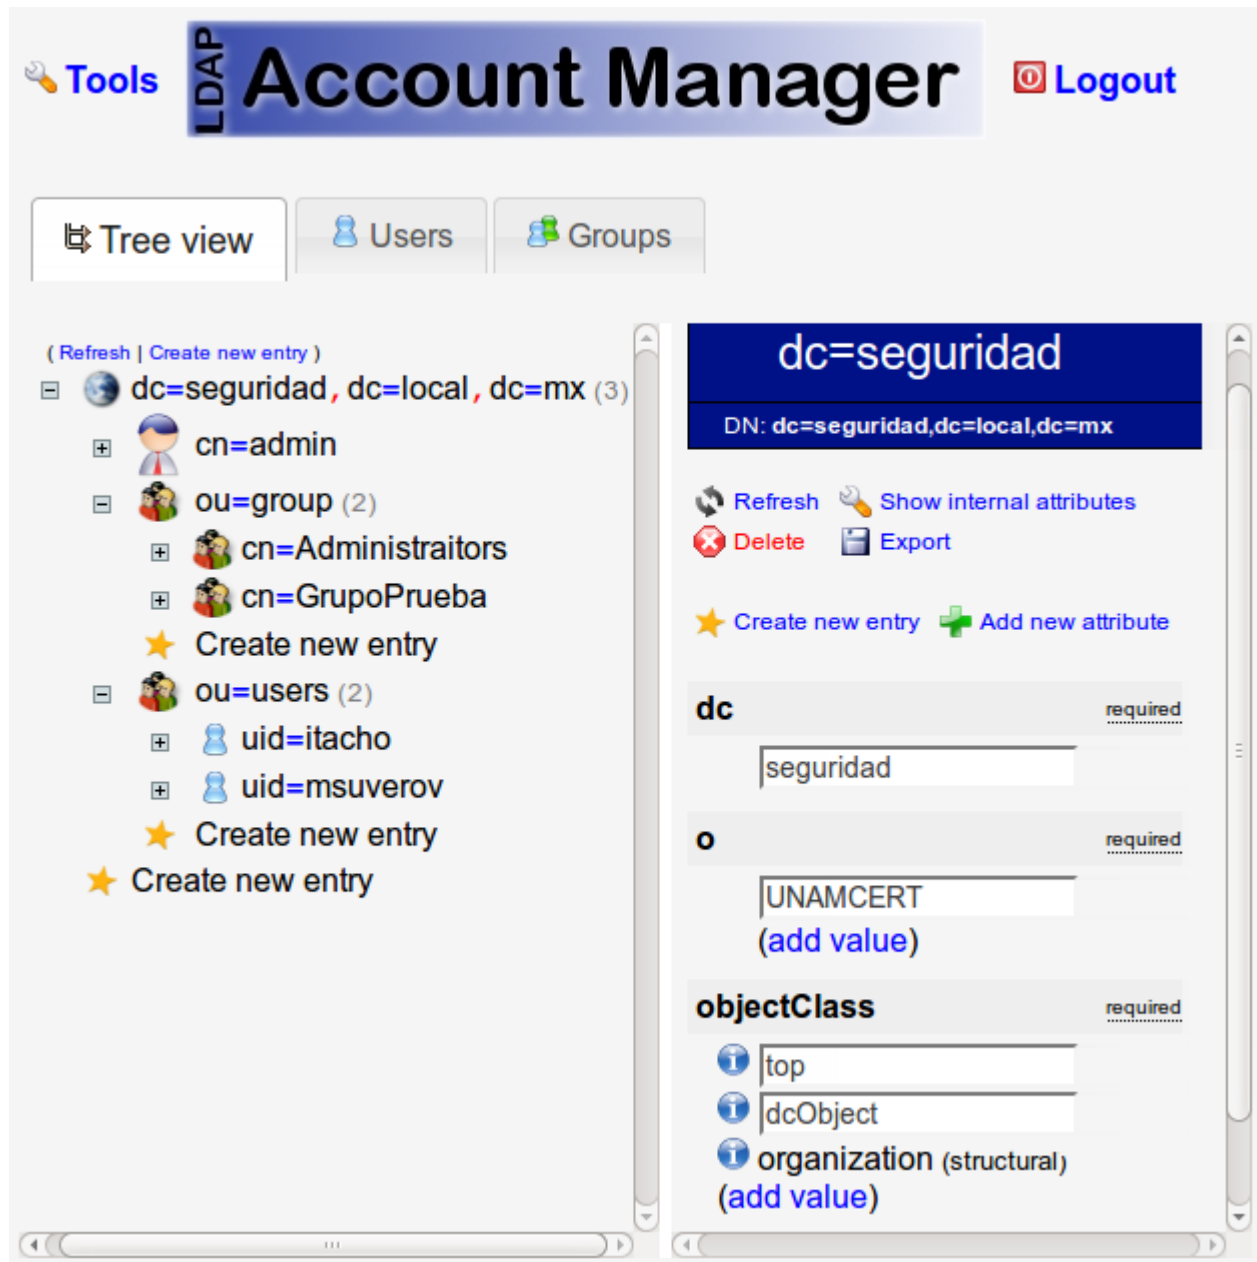 Tools
LDAP Account Manager
Logout
Tree view
Users
Groups
( Refresh | Create new entry )
dc=seguridad, dc=local, dc=mx (3)
cn=admin
ou=group (2)
cn=Administraitors
cn=GrupoPrueba
Create new entry
ou=users (2)
uid=itacho
uid=msuverov
Create new entry
Create new entry
dc=seguridad
DN: dc=seguridad,dc=local,dc=mx
Refresh Show internal attributes
Delete Export
Create new entry Add new attribute
dc required
seguridad
o required
UNAMCERT
(add value)
objectClass required
top
dcObject
organization (structural)
(add value)